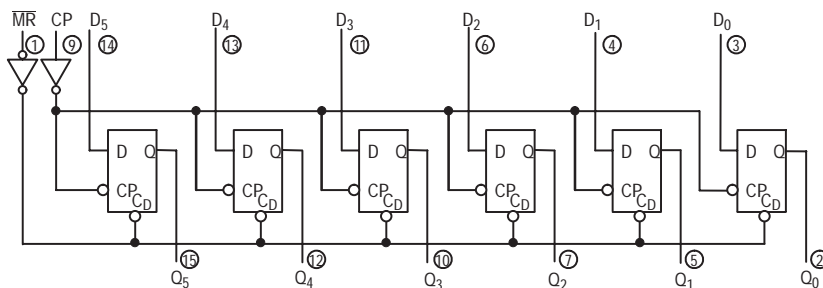 M̅R̅ CP D5 D4 D3 D2 D1 D0
1 9 14 13 11 6 4 3
D Q D Q D Q D Q D Q D Q
CP CP CP CP CP CP
CD CD CD CD CD CD
15 12 10 7 5 2
Q5 Q4 Q3 Q2 Q1 Q0